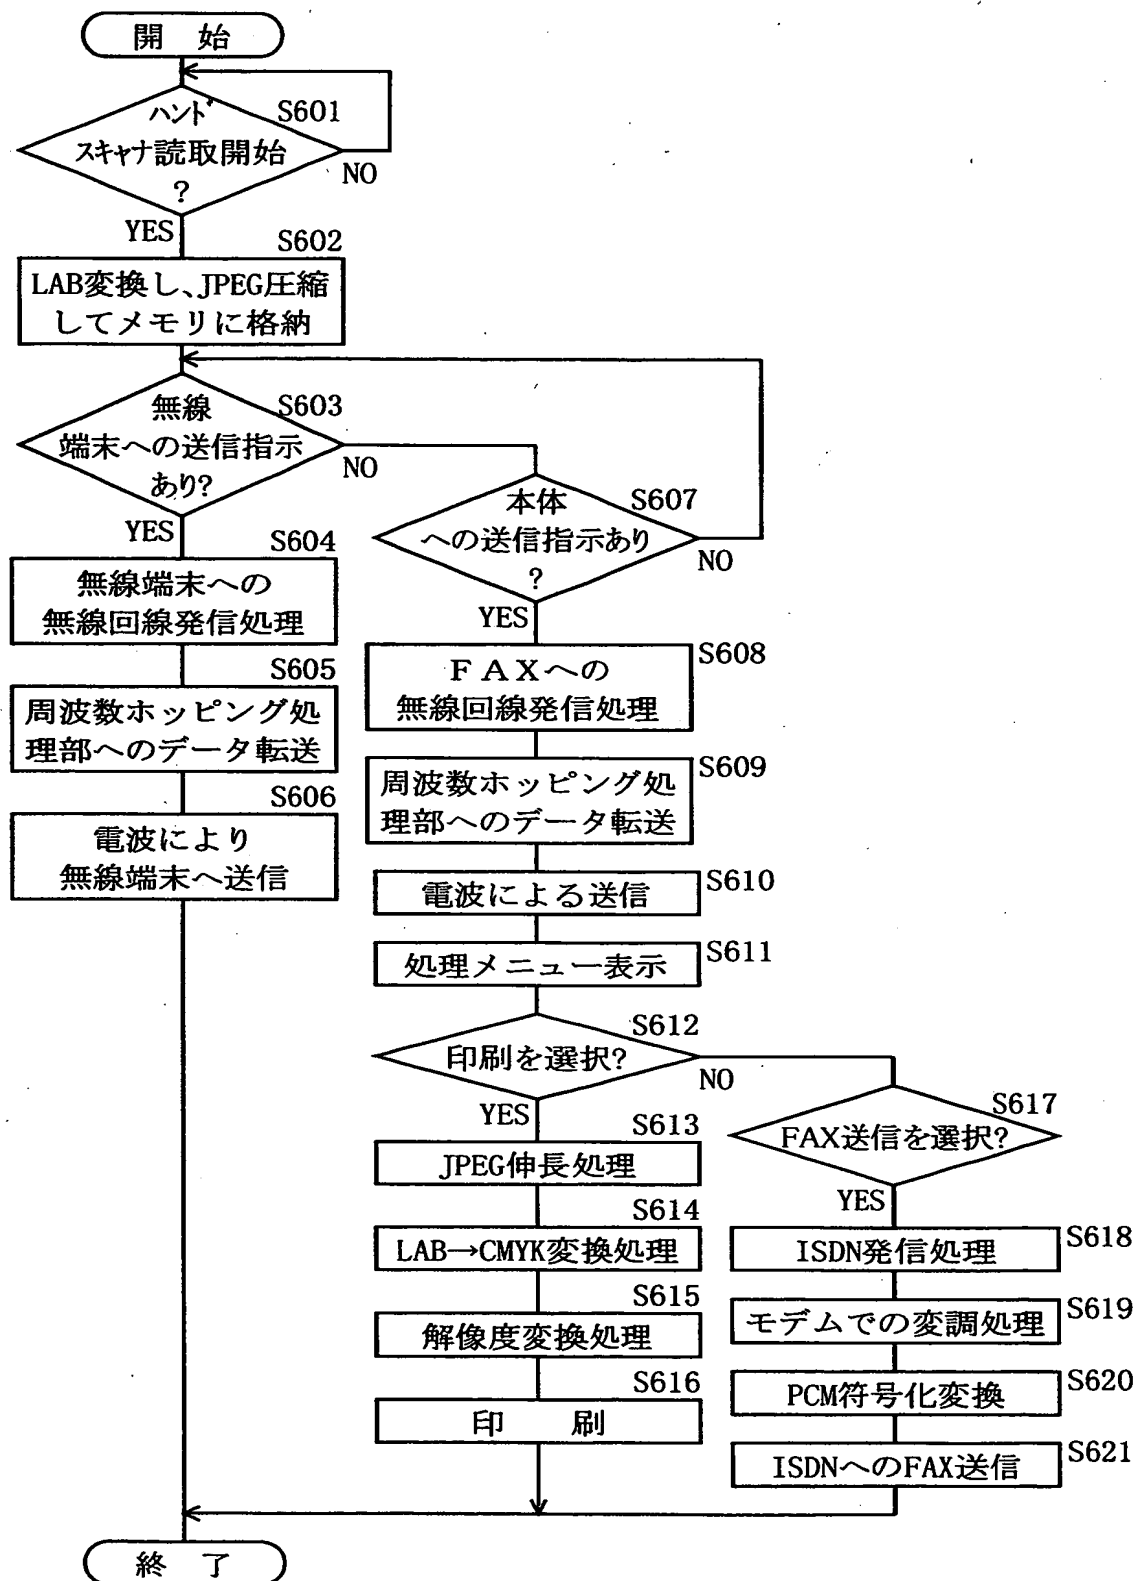 開 始
S601
ハンド
スキャナ読取開始
?
NO
YES
S602
LAB変換し、JPEG圧縮
してメモリに格納
S603
無線
端末への送信指示
あり?
NO
YES
S604
無線端末への
無線回線発信処理
S605
周波数ホッピング処
理部へのデータ転送
S606
電波により
無線端末へ送信
S607
本体
への送信指示あり
?
NO
YES
S608
FAXへの
無線回線発信処理
S609
周波数ホッピング処
理部へのデータ転送
S610
電波による送信
S611
処理メニュー表示
S612
印刷を選択?
NO
YES
S613
JPEG伸長処理
S614
LAB→CMYK変換処理
S615
解像度変換処理
S616
印 刷
S617
FAX送信を選択?
YES
S618
ISDN発信処理
S619
モデムでの変調処理
S620
PCM符号化変換
S621
ISDNへのFAX送信
終 了